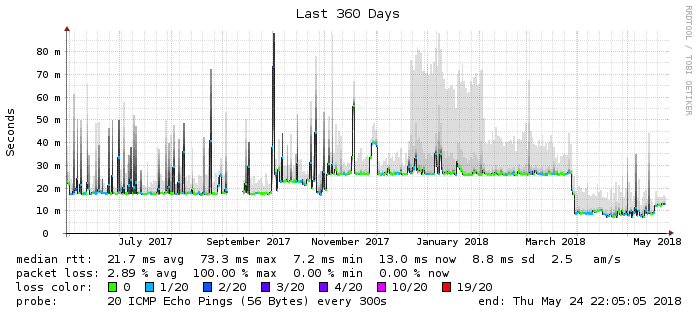 Last 360 Days
RRDTOOL / TOBI OETIKER
Seconds
80 m
70 m
60 m
50 m
40 m
30 m
20 m
10 m
0
July 2017 September 2017 November 2017 January 2018 March 2018 May 2018
median rtt: 21.7 ms avg 73.3 ms max 7.2 ms min 13.0 ms now 8.8 ms sd 2.5 am/s
packet loss: 2.89 % avg 100.00 % max 0.00 % min 0.00 % now
loss color: 0 1/20 2/20 3/20 4/20 10/20 19/20
probe: 20 ICMP Echo Pings (56 Bytes) every 300s end: Thu May 24 22:05:05 2018